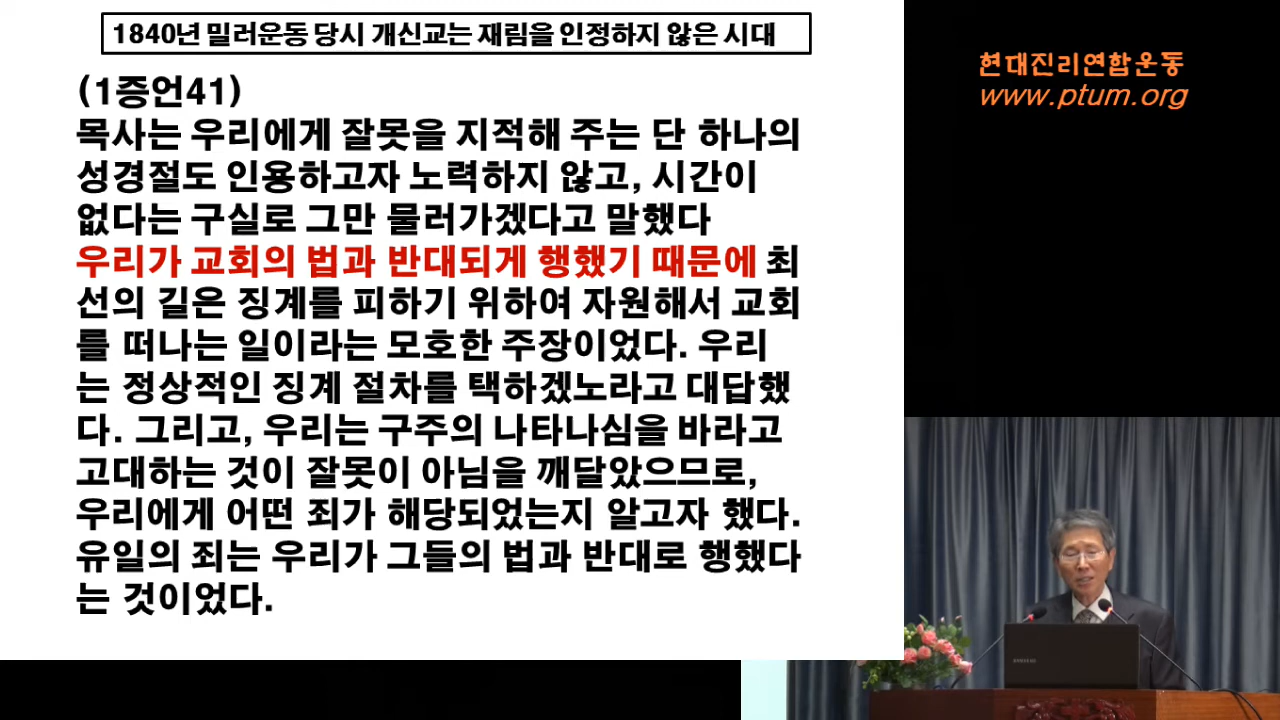 1840년 밀러운동 당시 개신교는 재림을 인정하지 않은 시대
(1증언41)
목사는 우리에게 잘못을 지적해 주는 단 하나의
성경절도 인용하고자 노력하지 않고, 시간이
없다는 구실로 그만 물러가겠다고 말했다
우리가 교회의 법과 반대되게 행했기 때문에 최
선의 길은 징계를 피하기 위하여 자원해서 교회
를 떠나는 일이라는 모호한 주장이었다. 우리
는 정상적인 징계 절차를 택하겠노라고 대답했
다. 그리고, 우리는 구주의 나타나심을 바라고
고대하는 것이 잘못이 아님을 깨달았으므로,
우리에게 어떤 죄가 해당되었는지 알고자 했다.
유일의 죄는 우리가 그들의 법과 반대로 행했다
는 것이었다.
현대진리연합운동
www.ptum.org
SAMSUNG